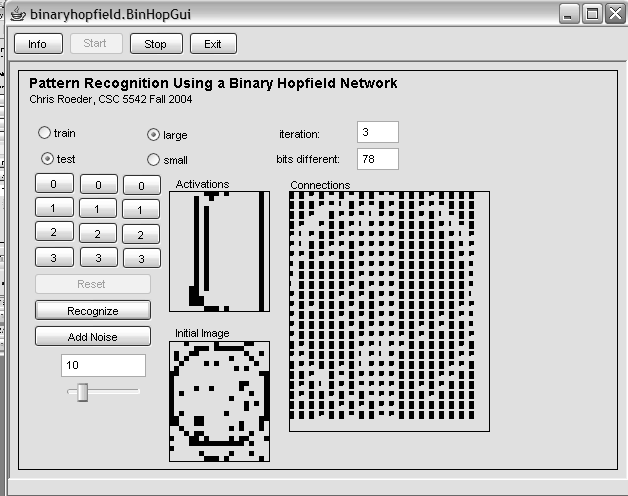 binaryhopfield.BinHopGui
Info Start Stop Exit
Pattern Recognition Using a Binary Hopfield Network
Chris Roeder, CSC 5542 Fall 2004
train large iteration: 3
test small bits different: 78
0 0 0 Activations Connections
1 1 1
2 2 2
3 3 3
Reset
Recognize
Add Noise Initial Image
10